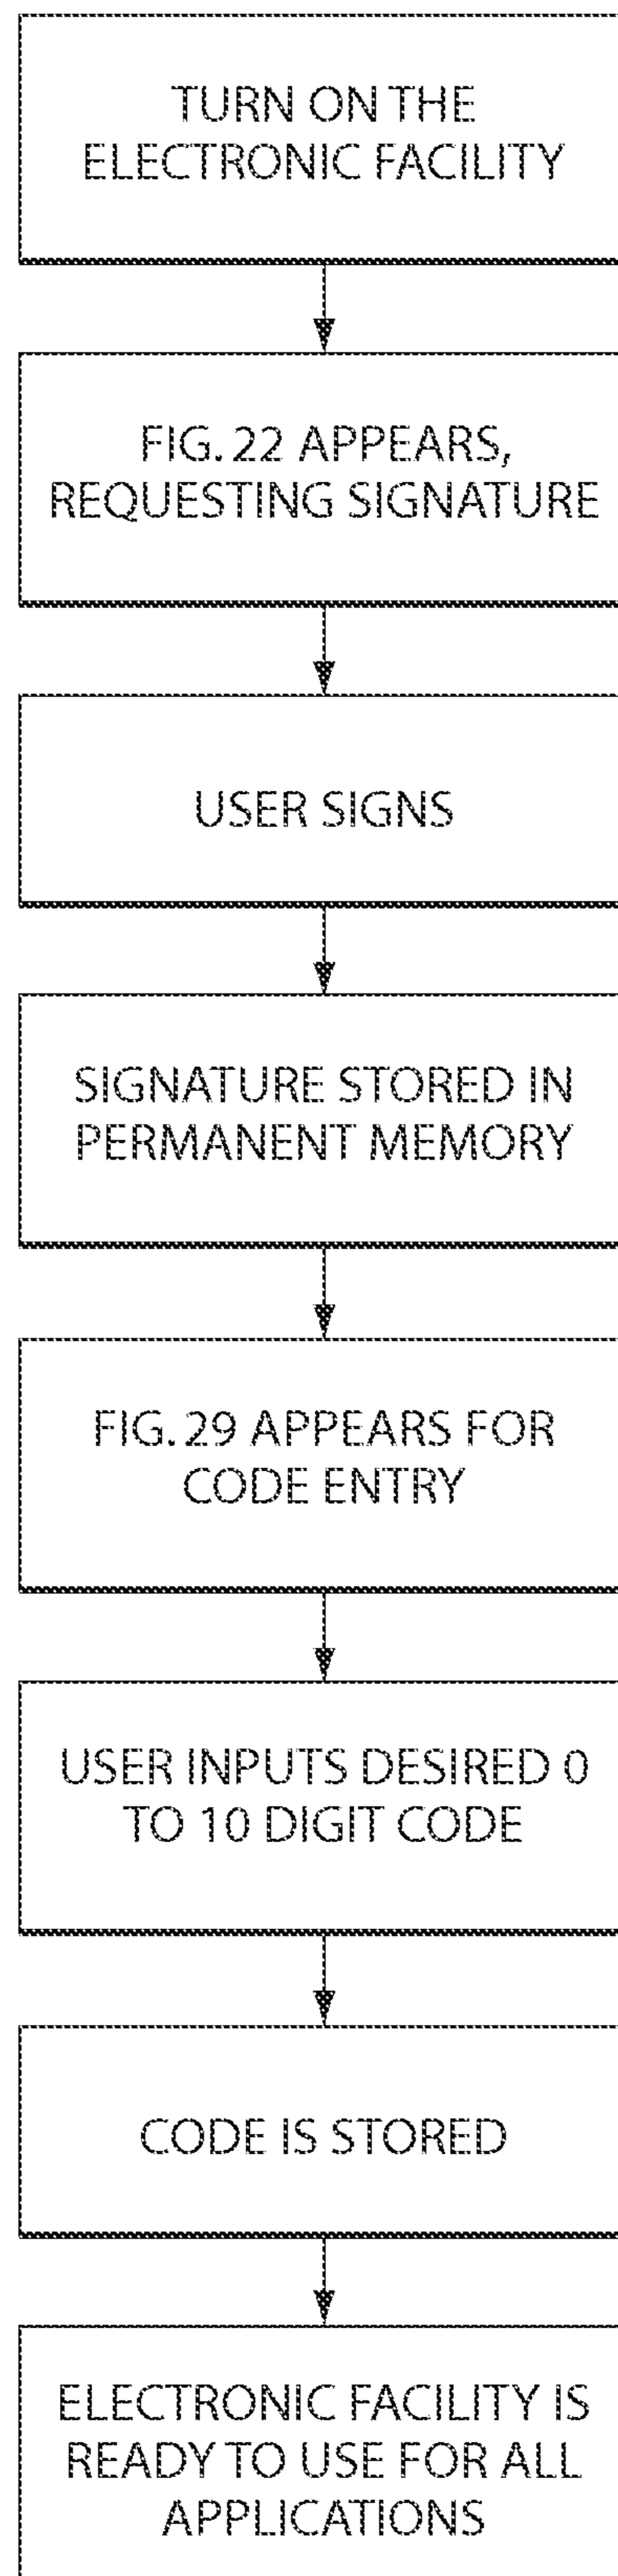 TURN ON THE
ELECTRONIC FACILITY
FIG. 22 APPEARS,
REQUESTING SIGNATURE
USER SIGNS
SIGNATURE STORED IN
PERMANENT MEMORY
FIG. 29 APPEARS FOR
CODE ENTRY
USER INPUTS DESIRED 0
TO 10 DIGIT CODE
CODE IS STORED
ELECTRONIC FACILITY IS
READY TO USE FOR ALL
APPLICATIONS